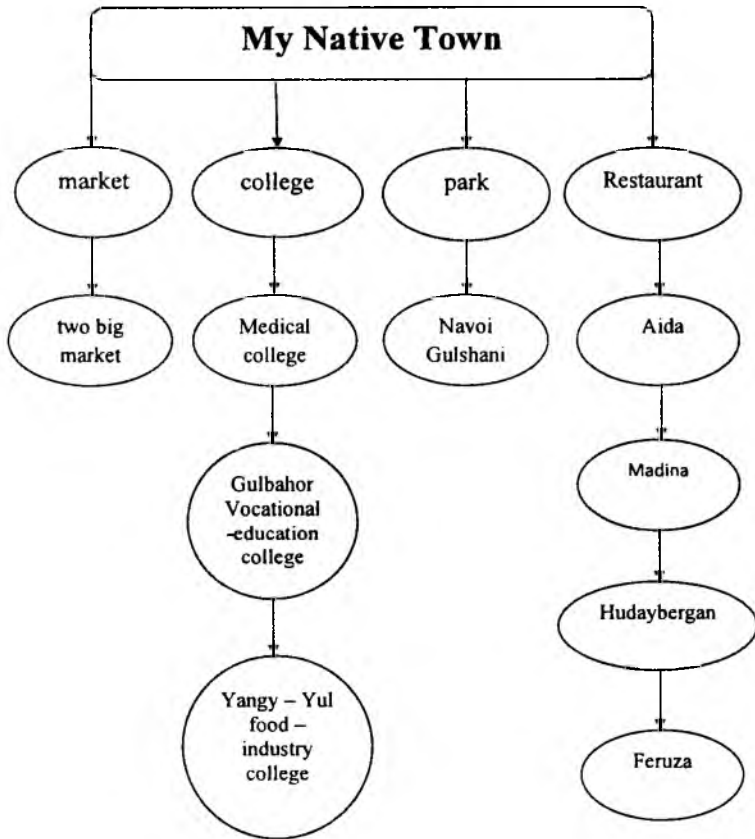 My Native Town
market
college
park
Restaurant
two big
market
Medical
college
Navoi
Gulshani
Aida
Gulbahor
Vocational
-education
college
Madina
Hudaybergan
Yangy – Yul
food –
industry
college
Feruza